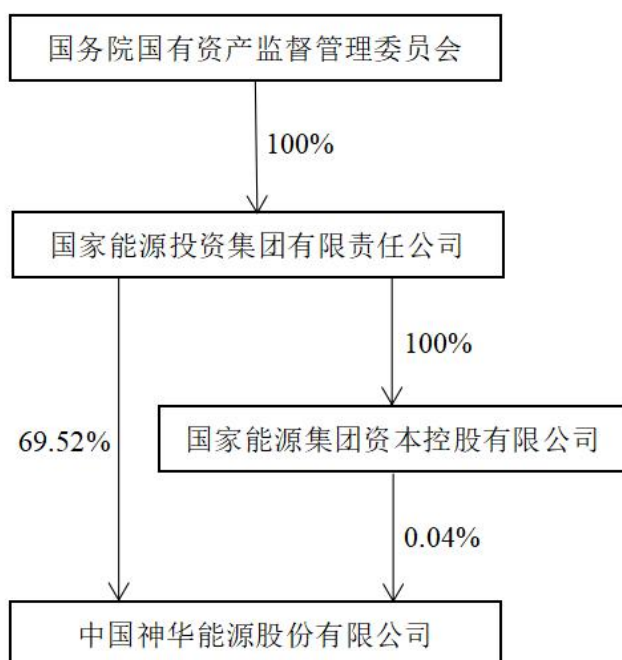 国务院国有资产监督管理委员会
100%
国家能源投资集团有限责任公司
100%
69.52%
国家能源集团资本控股有限公司
0.04%
中国神华能源股份有限公司